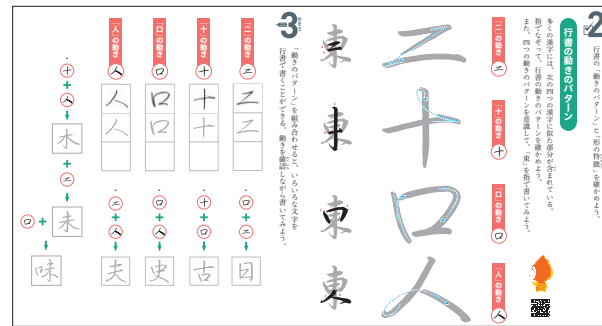 2
行書の「動きのパターン」と「形の特徴」を確かめよう。
行書の動きのパターン
多くの漢字には、次の四つの漢字に似た部分が含まれている。
指でなぞって、行書の動きのパターンを確かめよう。
また、四つの動きのパターンを意識して、「東」を指で書いてみよう。
「二」の動き 二
「十」の動き 十
「口」の動き 口
「人」の動き 人
二
十
口
人
東
東
東
東
3
「動きのパターン」を組み合わせると、いろいろな文字を
行書で書くことができる。動きを確認しながら書いてみよう。
「二」の動き 二
二
二
・口+二
日
「十」の動き 十
十
十
・十+口
古
「口」の動き 口
口
口
・口+人
史
「人」の動き 人
人
人
・二+人
夫
・十+人
木
+二
未
口+
味